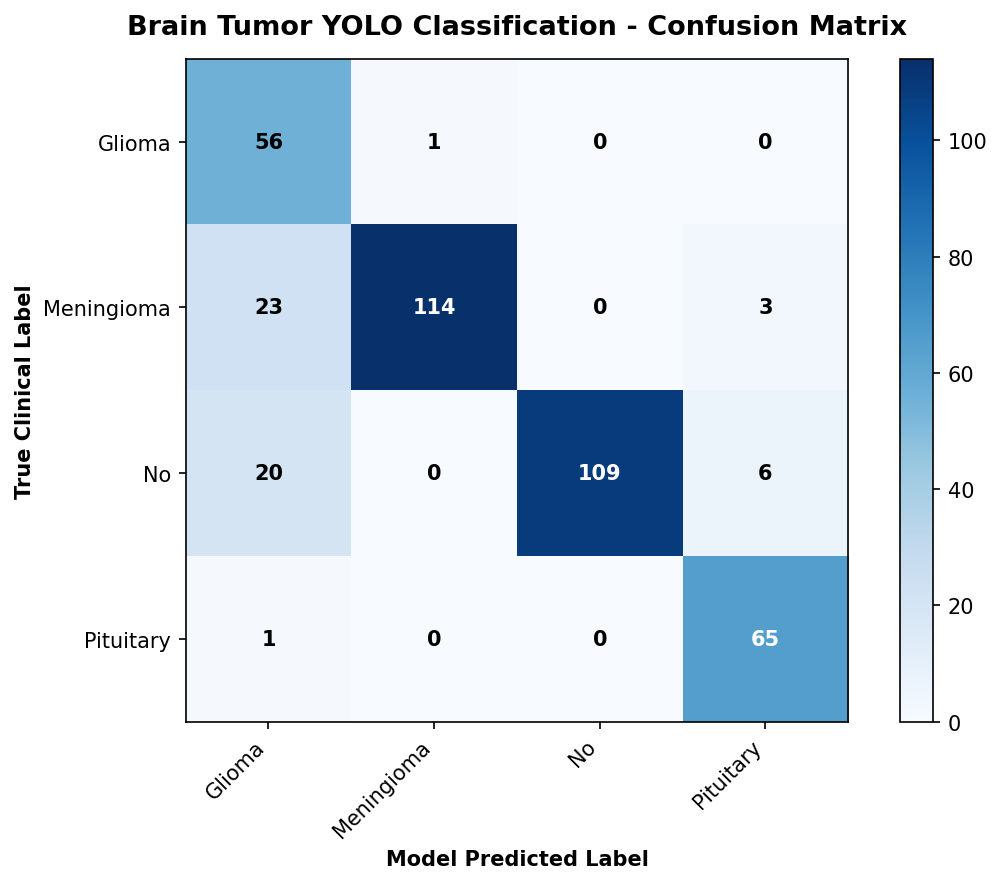 Brain Tumor YOLO Classification - Confusion Matrix
Glioma 56 1 0 0
Meningioma 23 114 0 3
No 20 0 109 6
Pituitary 1 0 0 65
True Clinical Label
Glioma Meningioma No Pituitary
Model Predicted Label
100
80
60
40
20
0